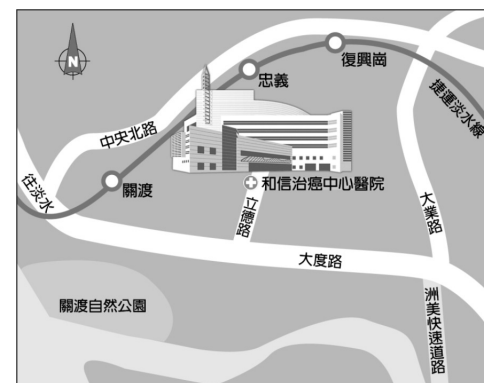 N
復興崗
忠義
捷運淡水線
中央北路
關渡
和信治癌中心醫院
往淡水
立德路
大業路
大度路
洲美快速道路
關渡自然公園